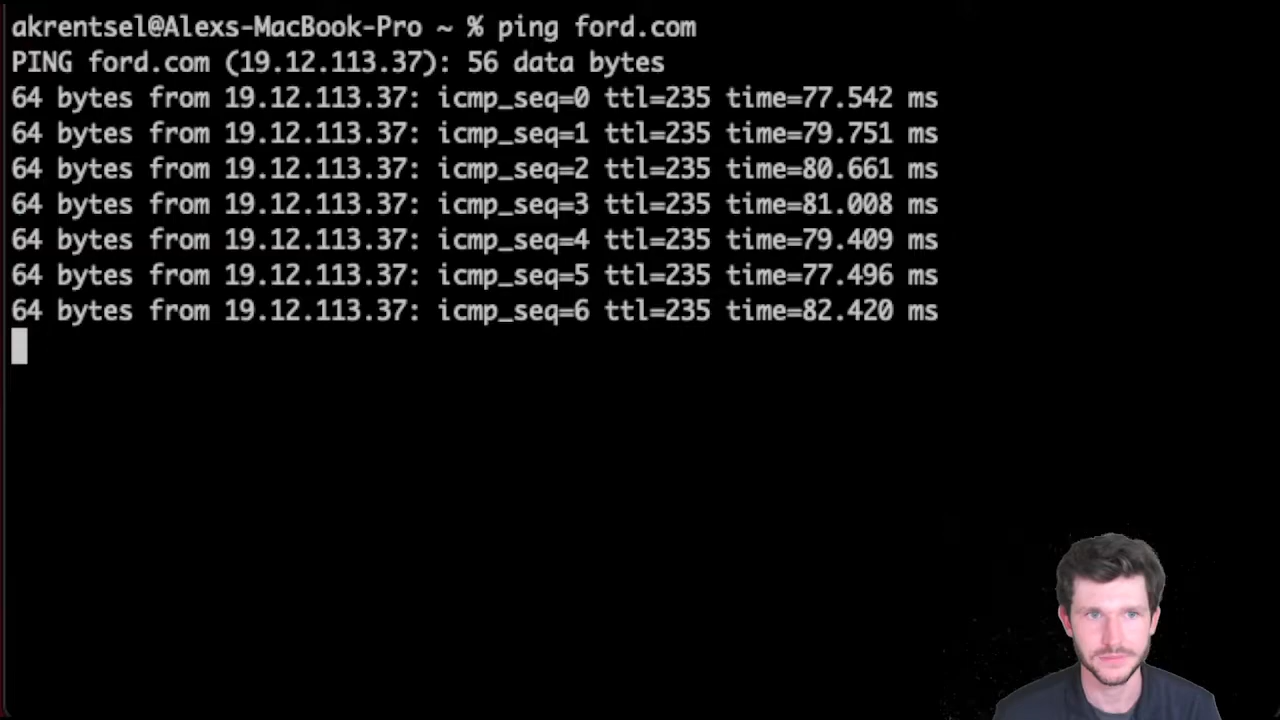 akrentsel@Alexs-MacBook-Pro ~ % ping ford.com
PING ford.com (19.12.113.37): 56 data bytes
64 bytes from 19.12.113.37: icmp_seq=0 ttl=235 time=77.542 ms
64 bytes from 19.12.113.37: icmp_seq=1 ttl=235 time=79.751 ms
64 bytes from 19.12.113.37: icmp_seq=2 ttl=235 time=80.661 ms
64 bytes from 19.12.113.37: icmp_seq=3 ttl=235 time=81.008 ms
64 bytes from 19.12.113.37: icmp_seq=4 ttl=235 time=79.409 ms
64 bytes from 19.12.113.37: icmp_seq=5 ttl=235 time=77.496 ms
64 bytes from 19.12.113.37: icmp_seq=6 ttl=235 time=82.420 ms